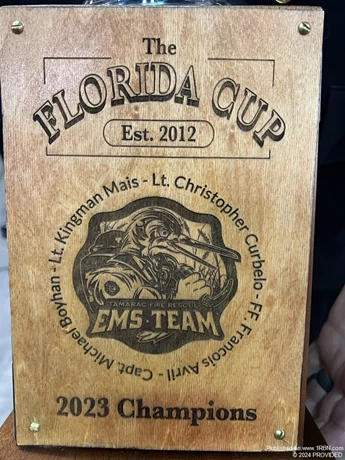 The
FLORIDA CUP
Est. 2012
Capt. Michael Boyhan - Lt. Kingman Mais - Lt. Christopher Curbelo - FF. Francois Avril -
TAMARAC FIRE RESCUE
EMS TEAM
2023 Champions
Published on www.1RBN.com
© 2024 PROVIDED